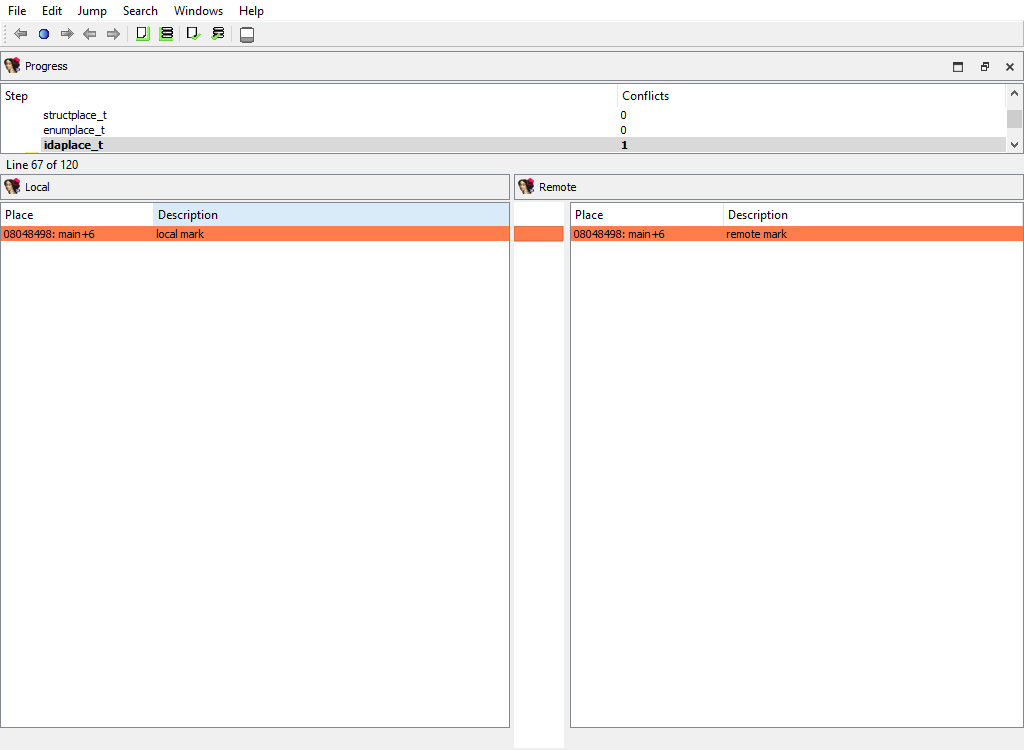 File Edit Jump Search Windows Help
Progress
Step Conflicts
structplace_t 0
enumplace_t 0
idaplace_t 1
Line 67 of 120
Local Remote
Place Description Place Description
08048498: main+6 local mark 08048498: main+6 remote mark